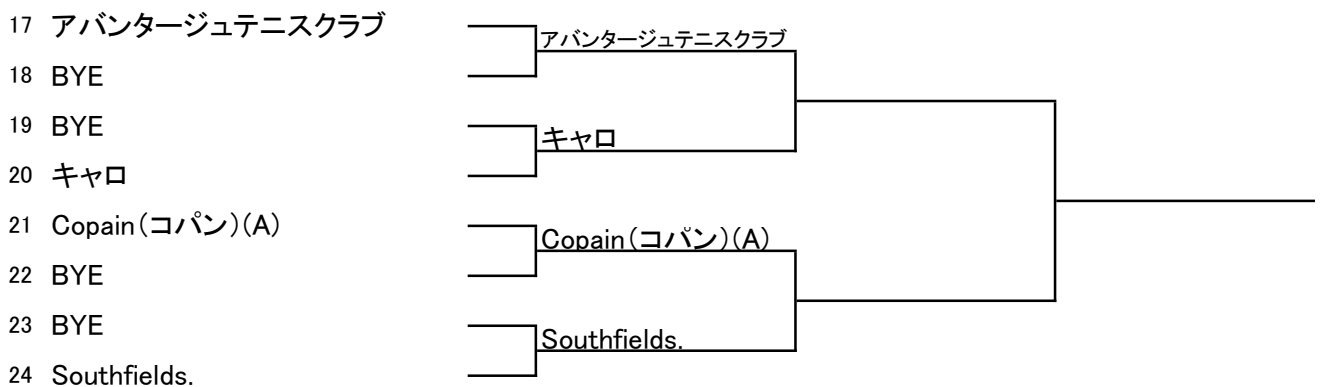 17 アバンタージュテニスクラブ
アバンタージュテニスクラブ
18 BYE
19 BYE
キャロ
20 キャロ
21 Copain(コパン)(A)
Copain(コパン)(A)
22 BYE
23 BYE
Southfields.
24 Southfields.